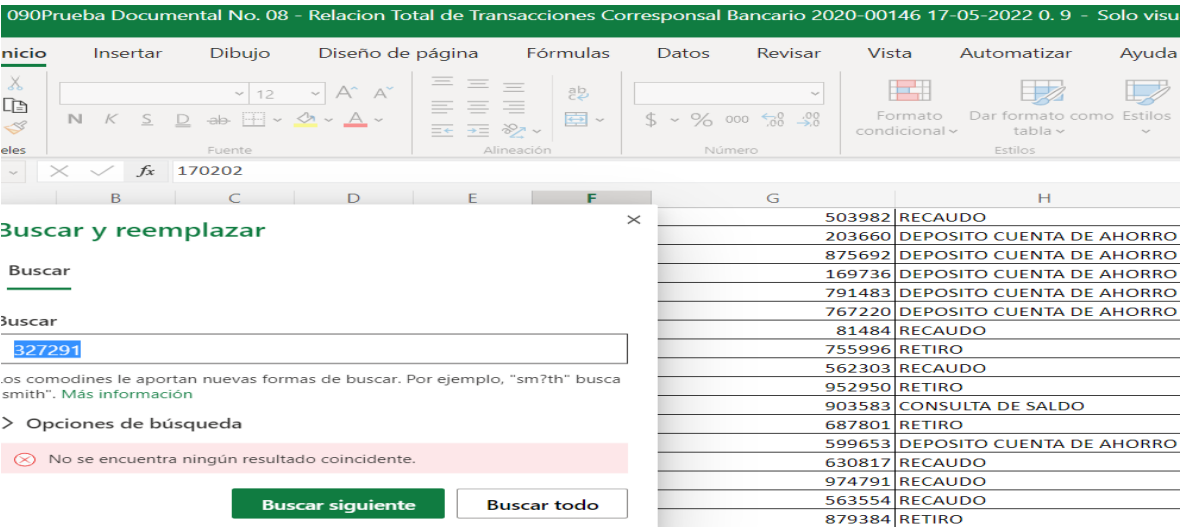 090Prueba Documental No. 08 - Relacion Total de Transacciones Corresponsal Bancario 2020-00146 17-05-2022 0. 9 - Solo visu
nicio Insertar Dibujo Diseño de página Fórmulas Datos Revisar Vista Automatizar Ayuda
12 A^ A˅ ab
N K S D ab A $ % 000 Formato condicional Dar formato como tabla Estilos
eles Fuente Alineación Número Estilos
fx 170202
B C D E F G H
Buscar y reemplazar
Buscar
Buscar
327291
Los comodines le aportan nuevas formas de buscar. Por ejemplo, "sm?th" busca
smith". Más información
> Opciones de búsqueda
No se encuentra ningún resultado coincidente.
Buscar siguiente Buscar todo
503982 RECAUDO
203660 DEPOSITO CUENTA DE AHORRO
875692 DEPOSITO CUENTA DE AHORRO
169736 DEPOSITO CUENTA DE AHORRO
791483 DEPOSITO CUENTA DE AHORRO
767220 DEPOSITO CUENTA DE AHORRO
81484 RECAUDO
755996 RETIRO
562303 RECAUDO
952950 RETIRO
903583 CONSULTA DE SALDO
687801 RETIRO
599653 DEPOSITO CUENTA DE AHORRO
630817 RECAUDO
974791 RECAUDO
563554 RECAUDO
879384 RETIRO